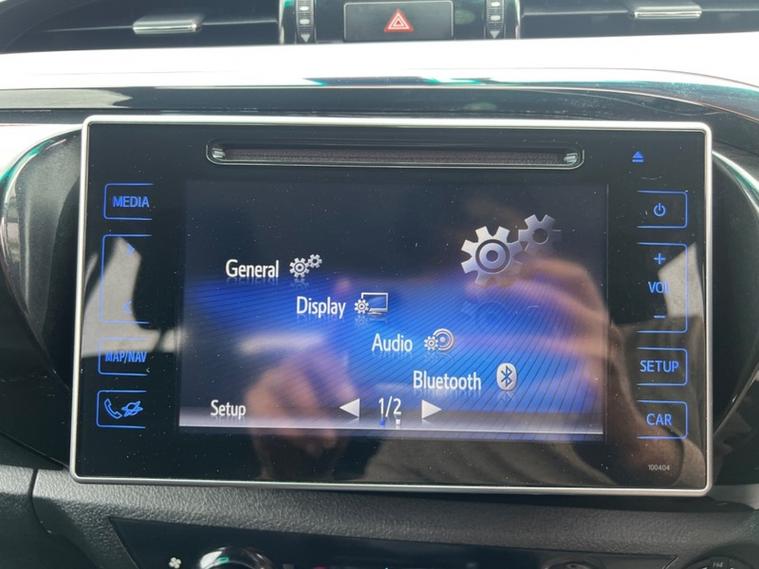 MEDIA
General
Display
Audio
Bluetooth
Setup
1/2
MAP/NAV
+
VOL
−
SETUP
CAR
100404